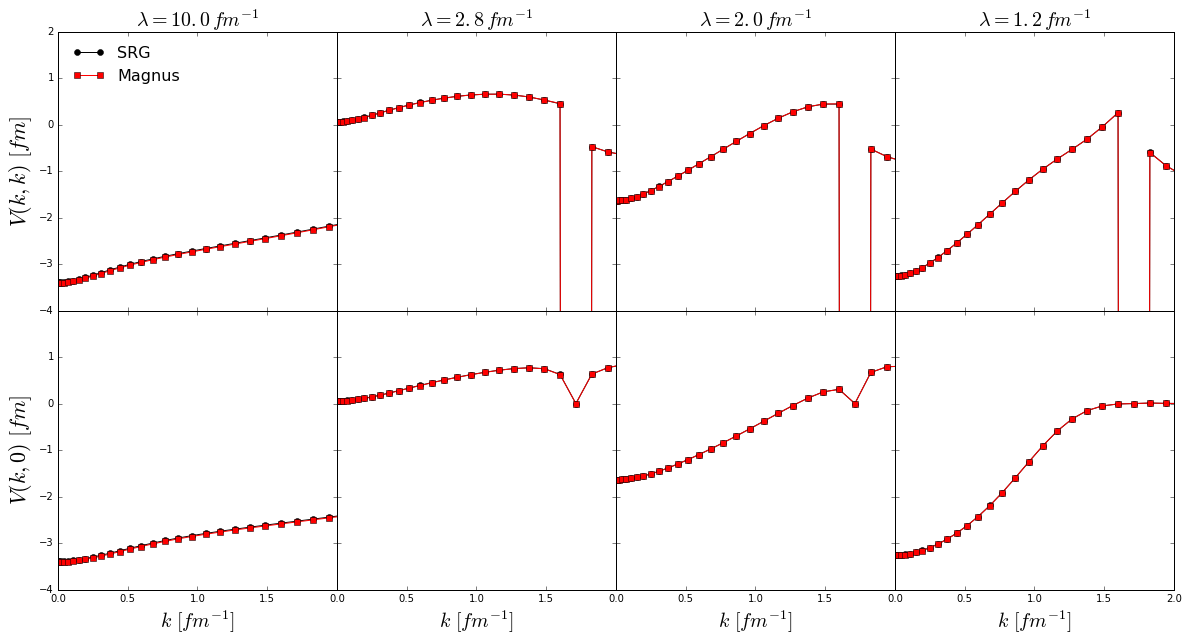 λ = 10.0 fm⁻¹ λ = 2.8 fm⁻¹ λ = 2.0 fm⁻¹ λ = 1.2 fm⁻¹
SRG
Magnus
V(k, k) [fm]
2
1
0
−1
−2
−3
−4
V(k, 0) [fm]
1
0
−1
−2
−3
−4
0.0 0.5 1.0 1.5 0.0 0.5 1.0 1.5 0.0 0.5 1.0 1.5 0.0 0.5 1.0 1.5 2.0
k [fm⁻¹] k [fm⁻¹] k [fm⁻¹] k [fm⁻¹]